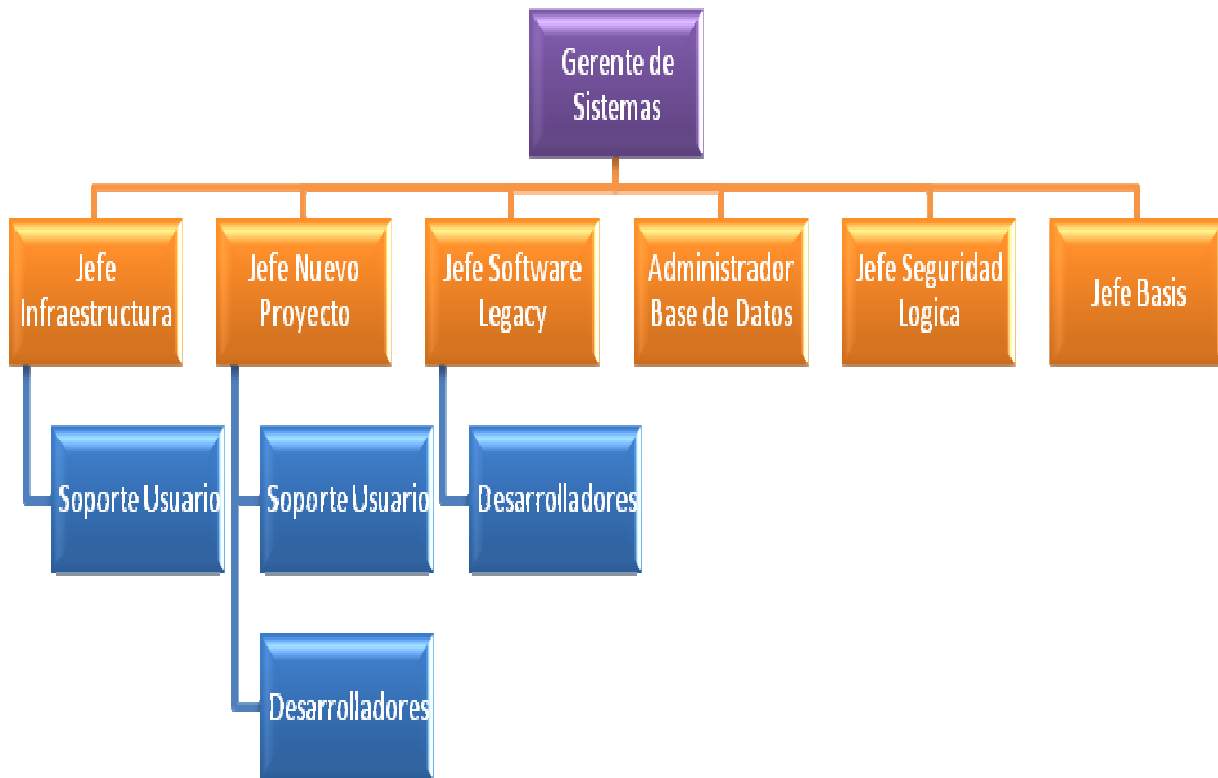 Gerente de
Sistemas
Jefe
Infraestructura
Jefe Nuevo
Proyecto
Jefe Software
Legacy
Administrador
Base de Datos
Jefe Seguridad
Logica
Jefe Basis
Soporte Usuario
Soporte Usuario
Desarrolladores
Desarrolladores